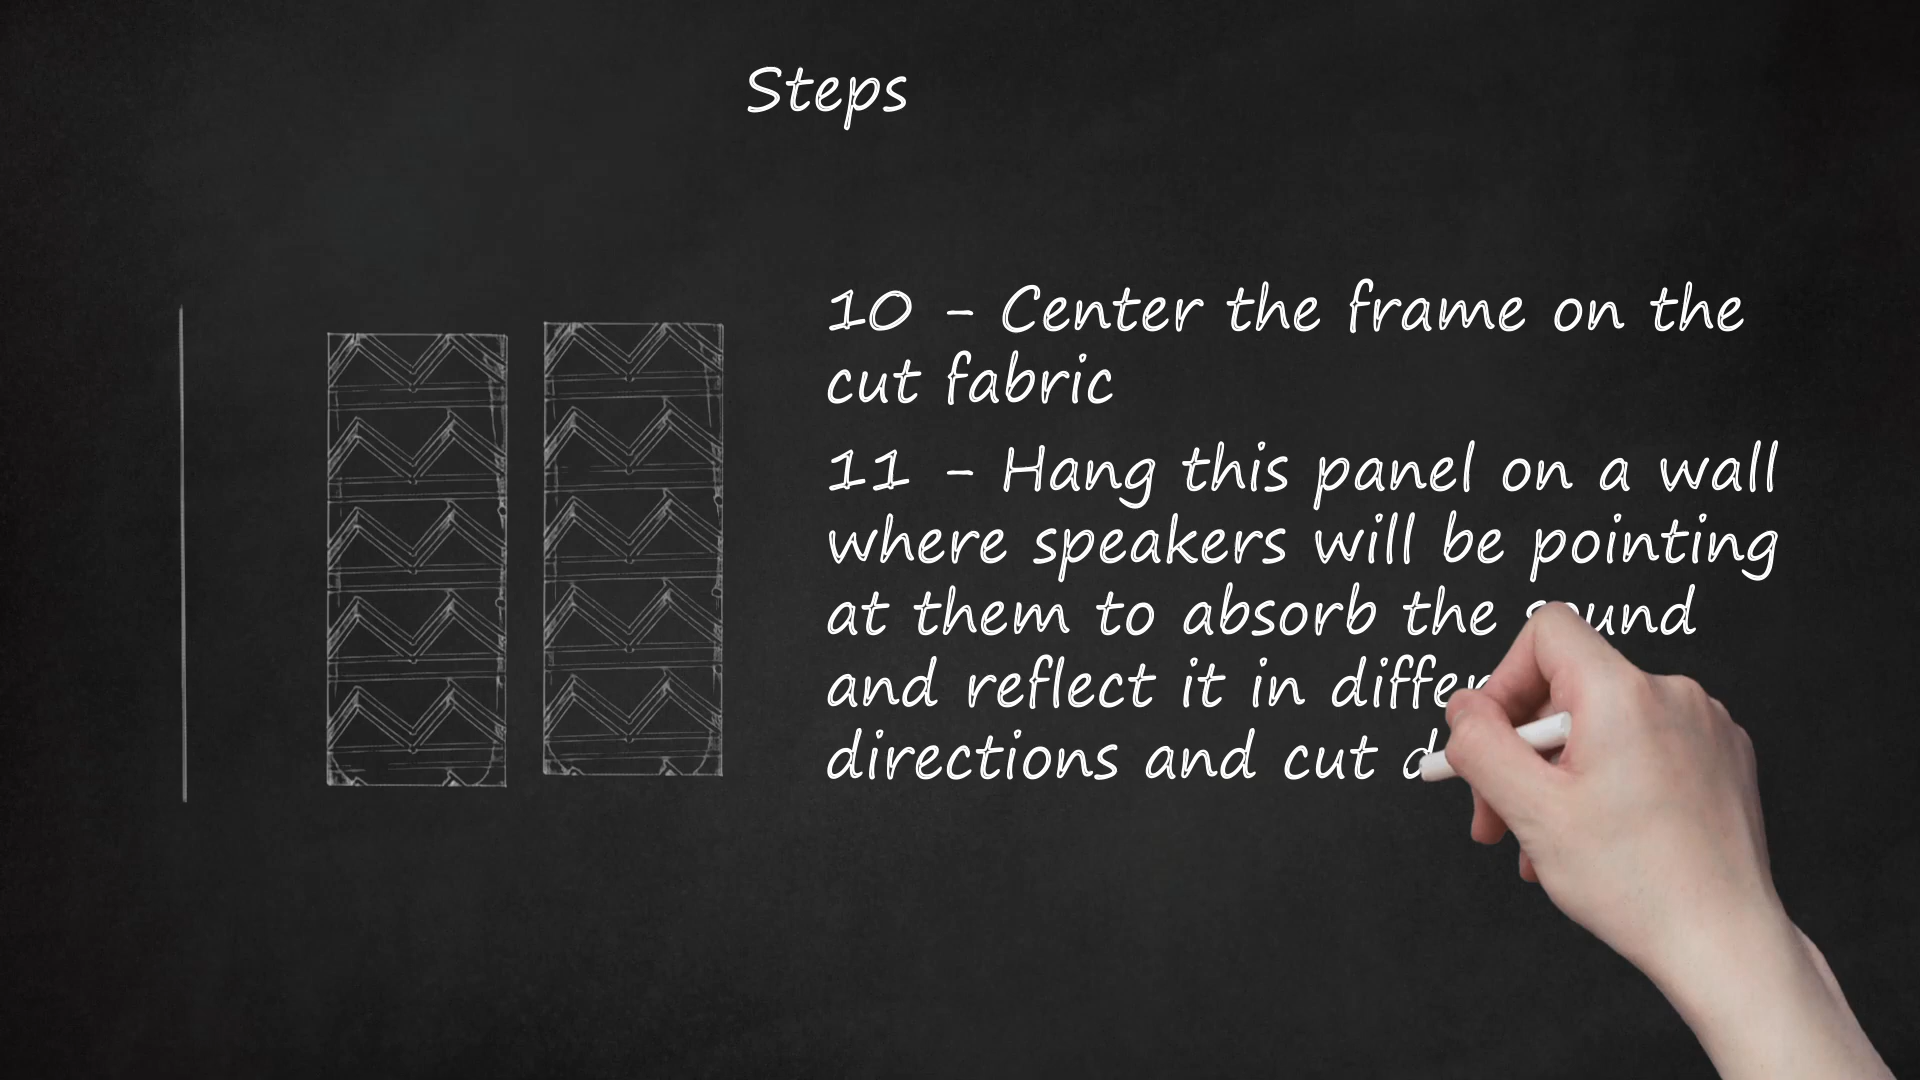 Steps
10 - Center the frame on the
cut fabric
11 - Hang this panel on a wall
where speakers will be pointing
at them to absorb the sound
and reflect it in
directions and cut